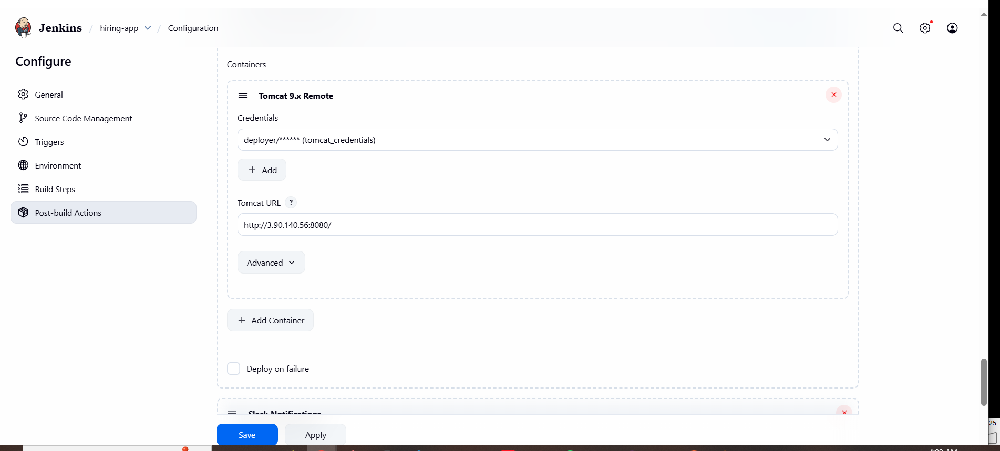 Jenkins / hiring-app / Configuration
Configure
General
Source Code Management
Triggers
Environment
Build Steps
Post-build Actions
Containers
Tomcat 9.x Remote
Credentials
deployer/****** (tomcat_credentials)
+ Add
Tomcat URL ?
http://3.90.140.56:8080/
Advanced
+ Add Container
Deploy on failure
Slack Notifications
Save
Apply
25